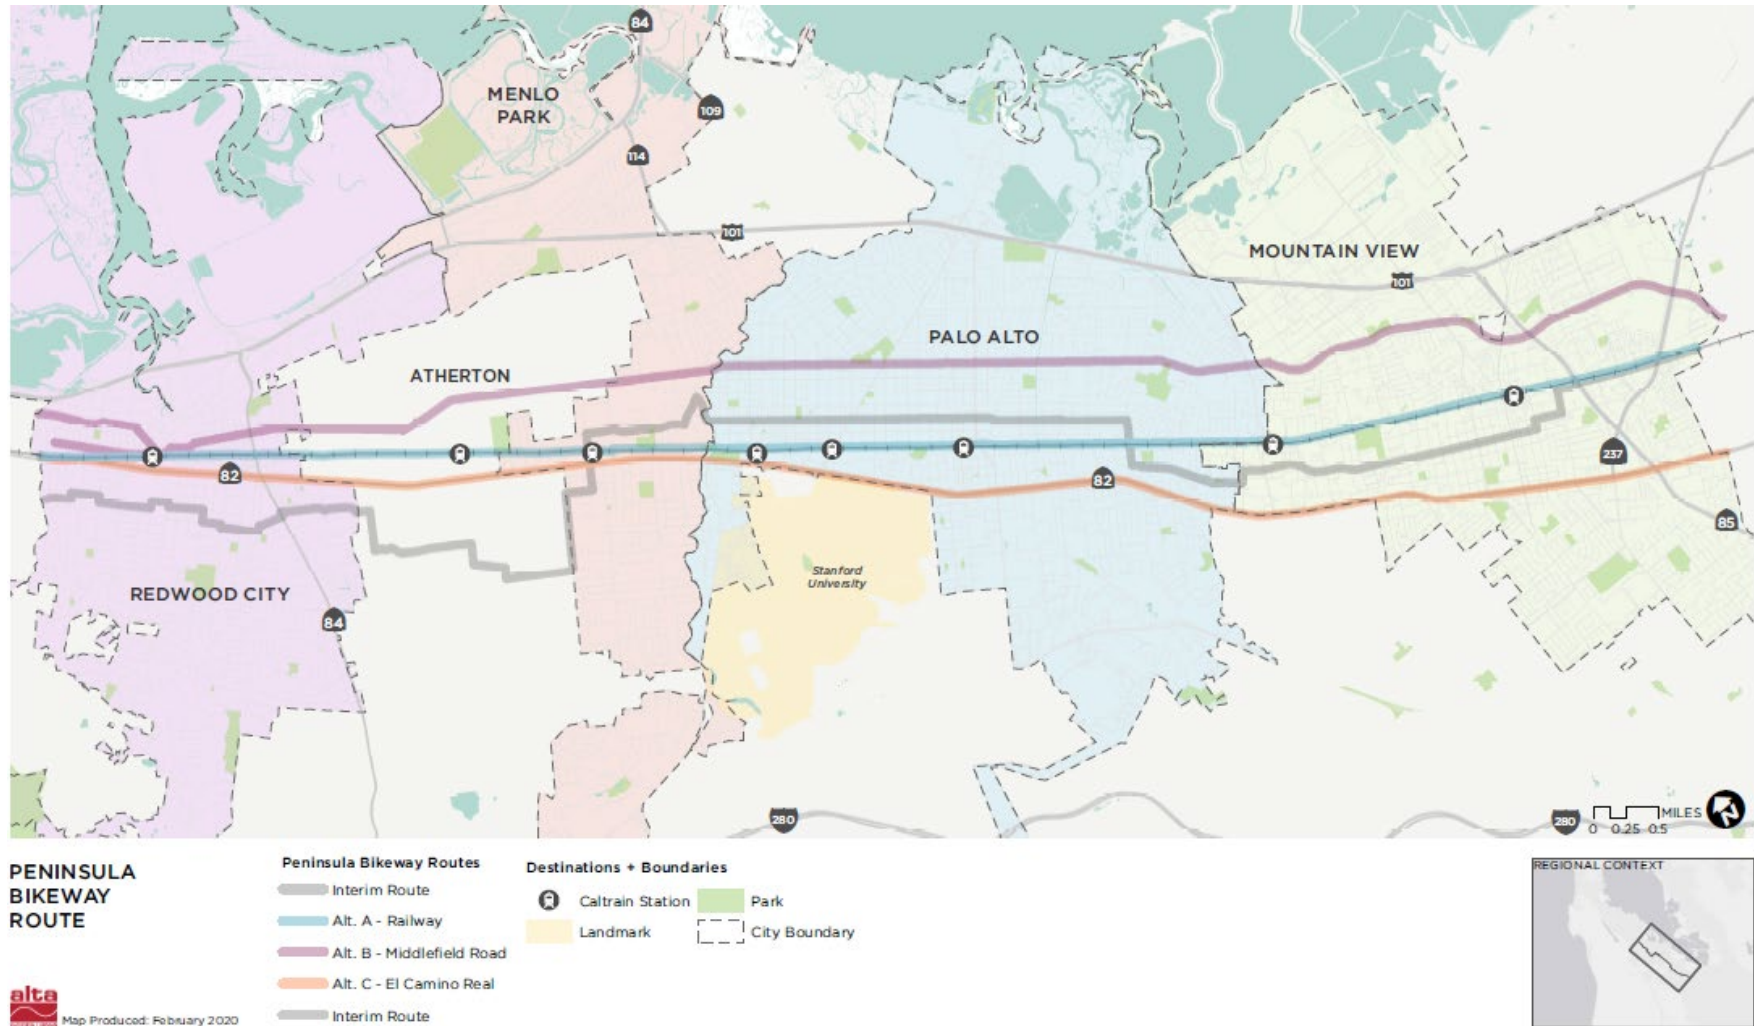 84
MENLO
PARK
109
114
101
MOUNTAIN VIEW
101
PALO ALTO
ATHERTON
82
82
237
85
Stanford
University
REDWOOD CITY
84
280
280
MILES
0 0.25 0.5
PENINSULA
BIKEWAY
ROUTE
Peninsula Bikeway Routes
Interim Route
Alt. A - Railway
Alt. B - Middlefield Road
Alt. C - El Camino Real
Interim Route
Destinations + Boundaries
Caltrain Station
Park
Landmark
City Boundary
REGIONAL CONTEXT
alta
Map Produced: February 2020